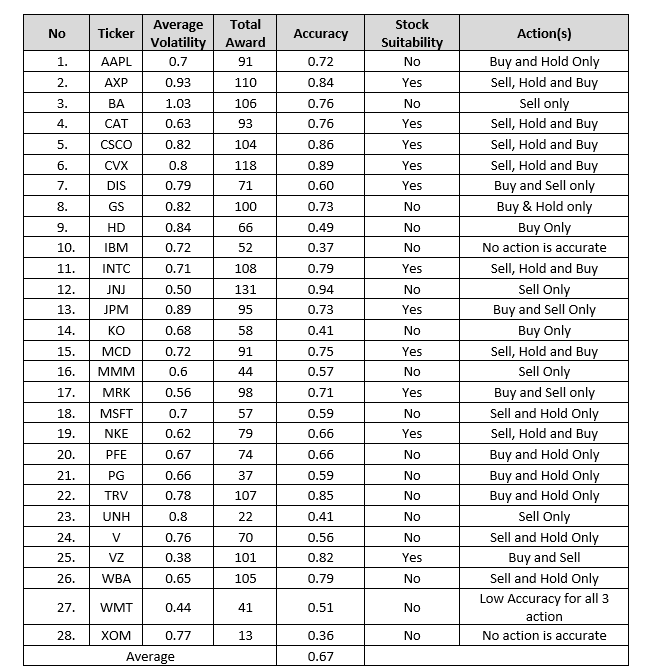 No Ticker Average Volatility Total Award Accuracy Stock Suitability Action(s)
1. AAPL 0.7 91 0.72 No Buy and Hold Only
2. AXP 0.93 110 0.84 Yes Sell, Hold and Buy
3. BA 1.03 106 0.76 No Sell only
4. CAT 0.63 93 0.76 Yes Sell, Hold and Buy
5. CSCO 0.82 104 0.86 Yes Sell, Hold and Buy
6. CVX 0.8 118 0.89 Yes Sell, Hold and Buy
7. DIS 0.79 71 0.60 Yes Buy and Sell only
8. GS 0.82 100 0.73 No Buy & Hold only
9. HD 0.84 66 0.49 No Buy Only
10. IBM 0.72 52 0.37 No No action is accurate
11. INTC 0.71 108 0.79 Yes Sell, Hold and Buy
12. JNJ 0.50 131 0.94 No Sell Only
13. JPM 0.89 95 0.73 Yes Buy and Sell Only
14. KO 0.68 58 0.41 No Buy Only
15. MCD 0.72 91 0.75 Yes Sell, Hold and Buy
16. MMM 0.6 44 0.57 No Sell Only
17. MRK 0.56 98 0.71 Yes Buy and Sell only
18. MSFT 0.7 57 0.59 No Sell and Hold Only
19. NKE 0.62 79 0.66 Yes Sell, Hold and Buy
20. PFE 0.67 74 0.66 No Buy and Hold Only
21. PG 0.66 37 0.59 No Buy and Hold Only
22. TRV 0.78 107 0.85 No Buy and Hold Only
23. UNH 0.8 22 0.41 No Sell Only
24. V 0.76 70 0.56 No Sell and Hold Only
25. VZ 0.38 101 0.82 Yes Buy and Sell
26. WBA 0.65 105 0.79 No Sell and Hold Only
27. WMT 0.44 41 0.51 No Low Accuracy for all 3 action
28. XOM 0.77 13 0.36 No No action is accurate
Average 0.67